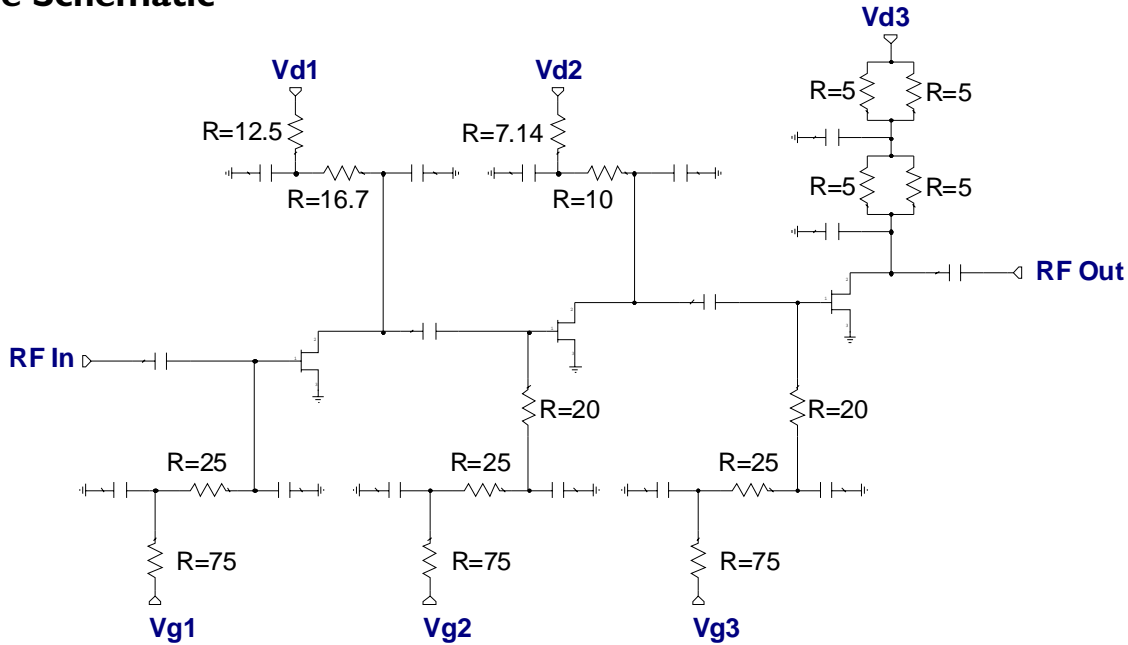 e Schematic
Vd3
Vd1
Vd2
R=5
R=5
R=12.5
R=7.14
R=16.7
R=10
R=5
R=5
RF Out
RF In
R=20
R=20
R=25
R=25
R=25
R=75
R=75
R=75
Vg1
Vg2
Vg3